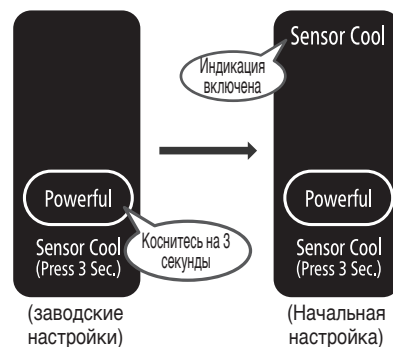 Sensor Cool
Индикация
включена
Powerful
Sensor Cool
(Press 3 Sec.)
Коснитесь на 3
секунды
Powerful
Sensor Cool
(Press 3 Sec.)
(заводские
настройки)
(Начальная
настройка)